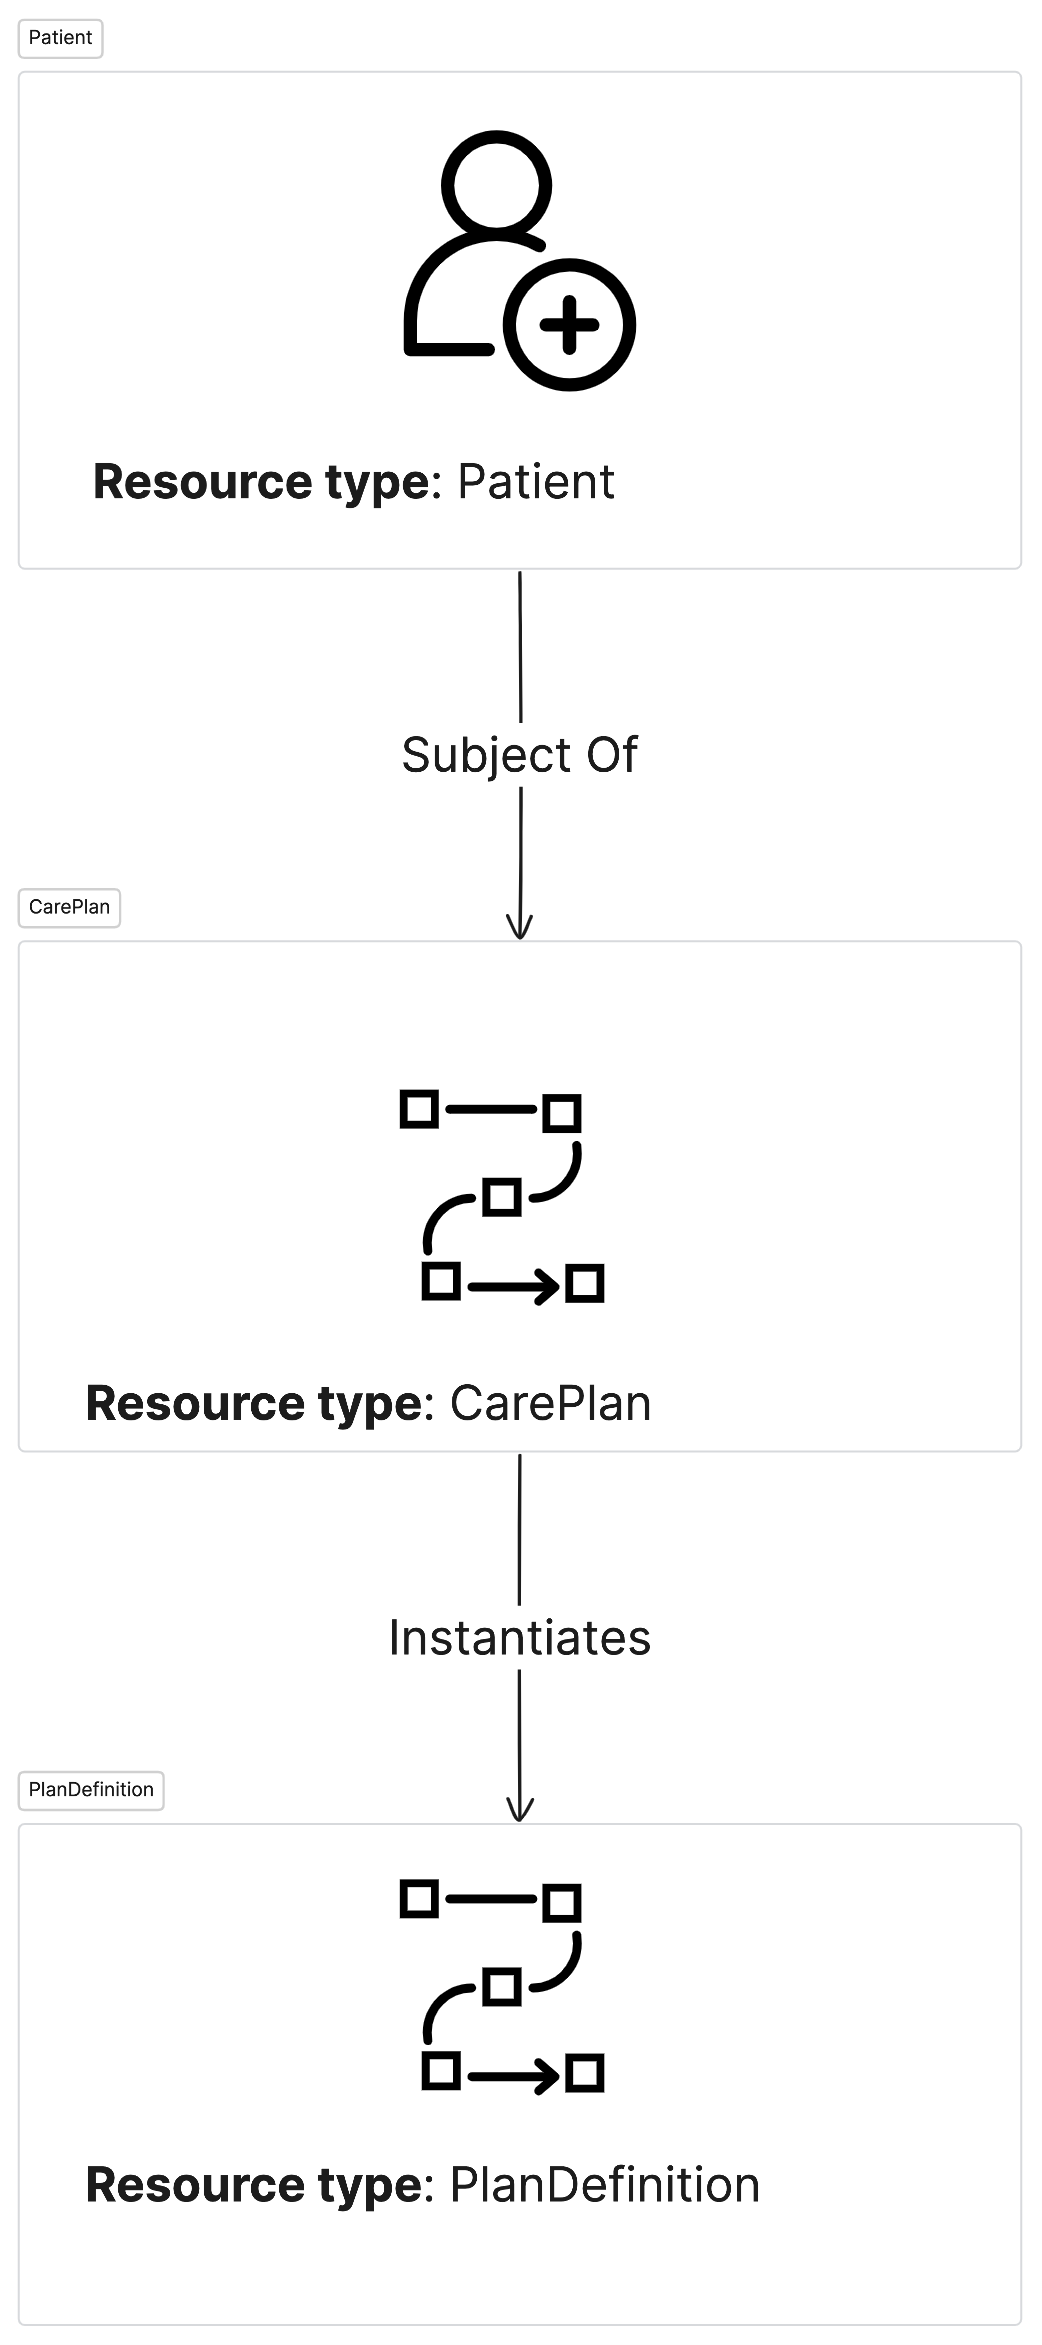 Patient
Resource type: Patient
Subject Of
CarePlan
Resource type: CarePlan
Instantiates
PlanDefinition
Resource type: PlanDefinition